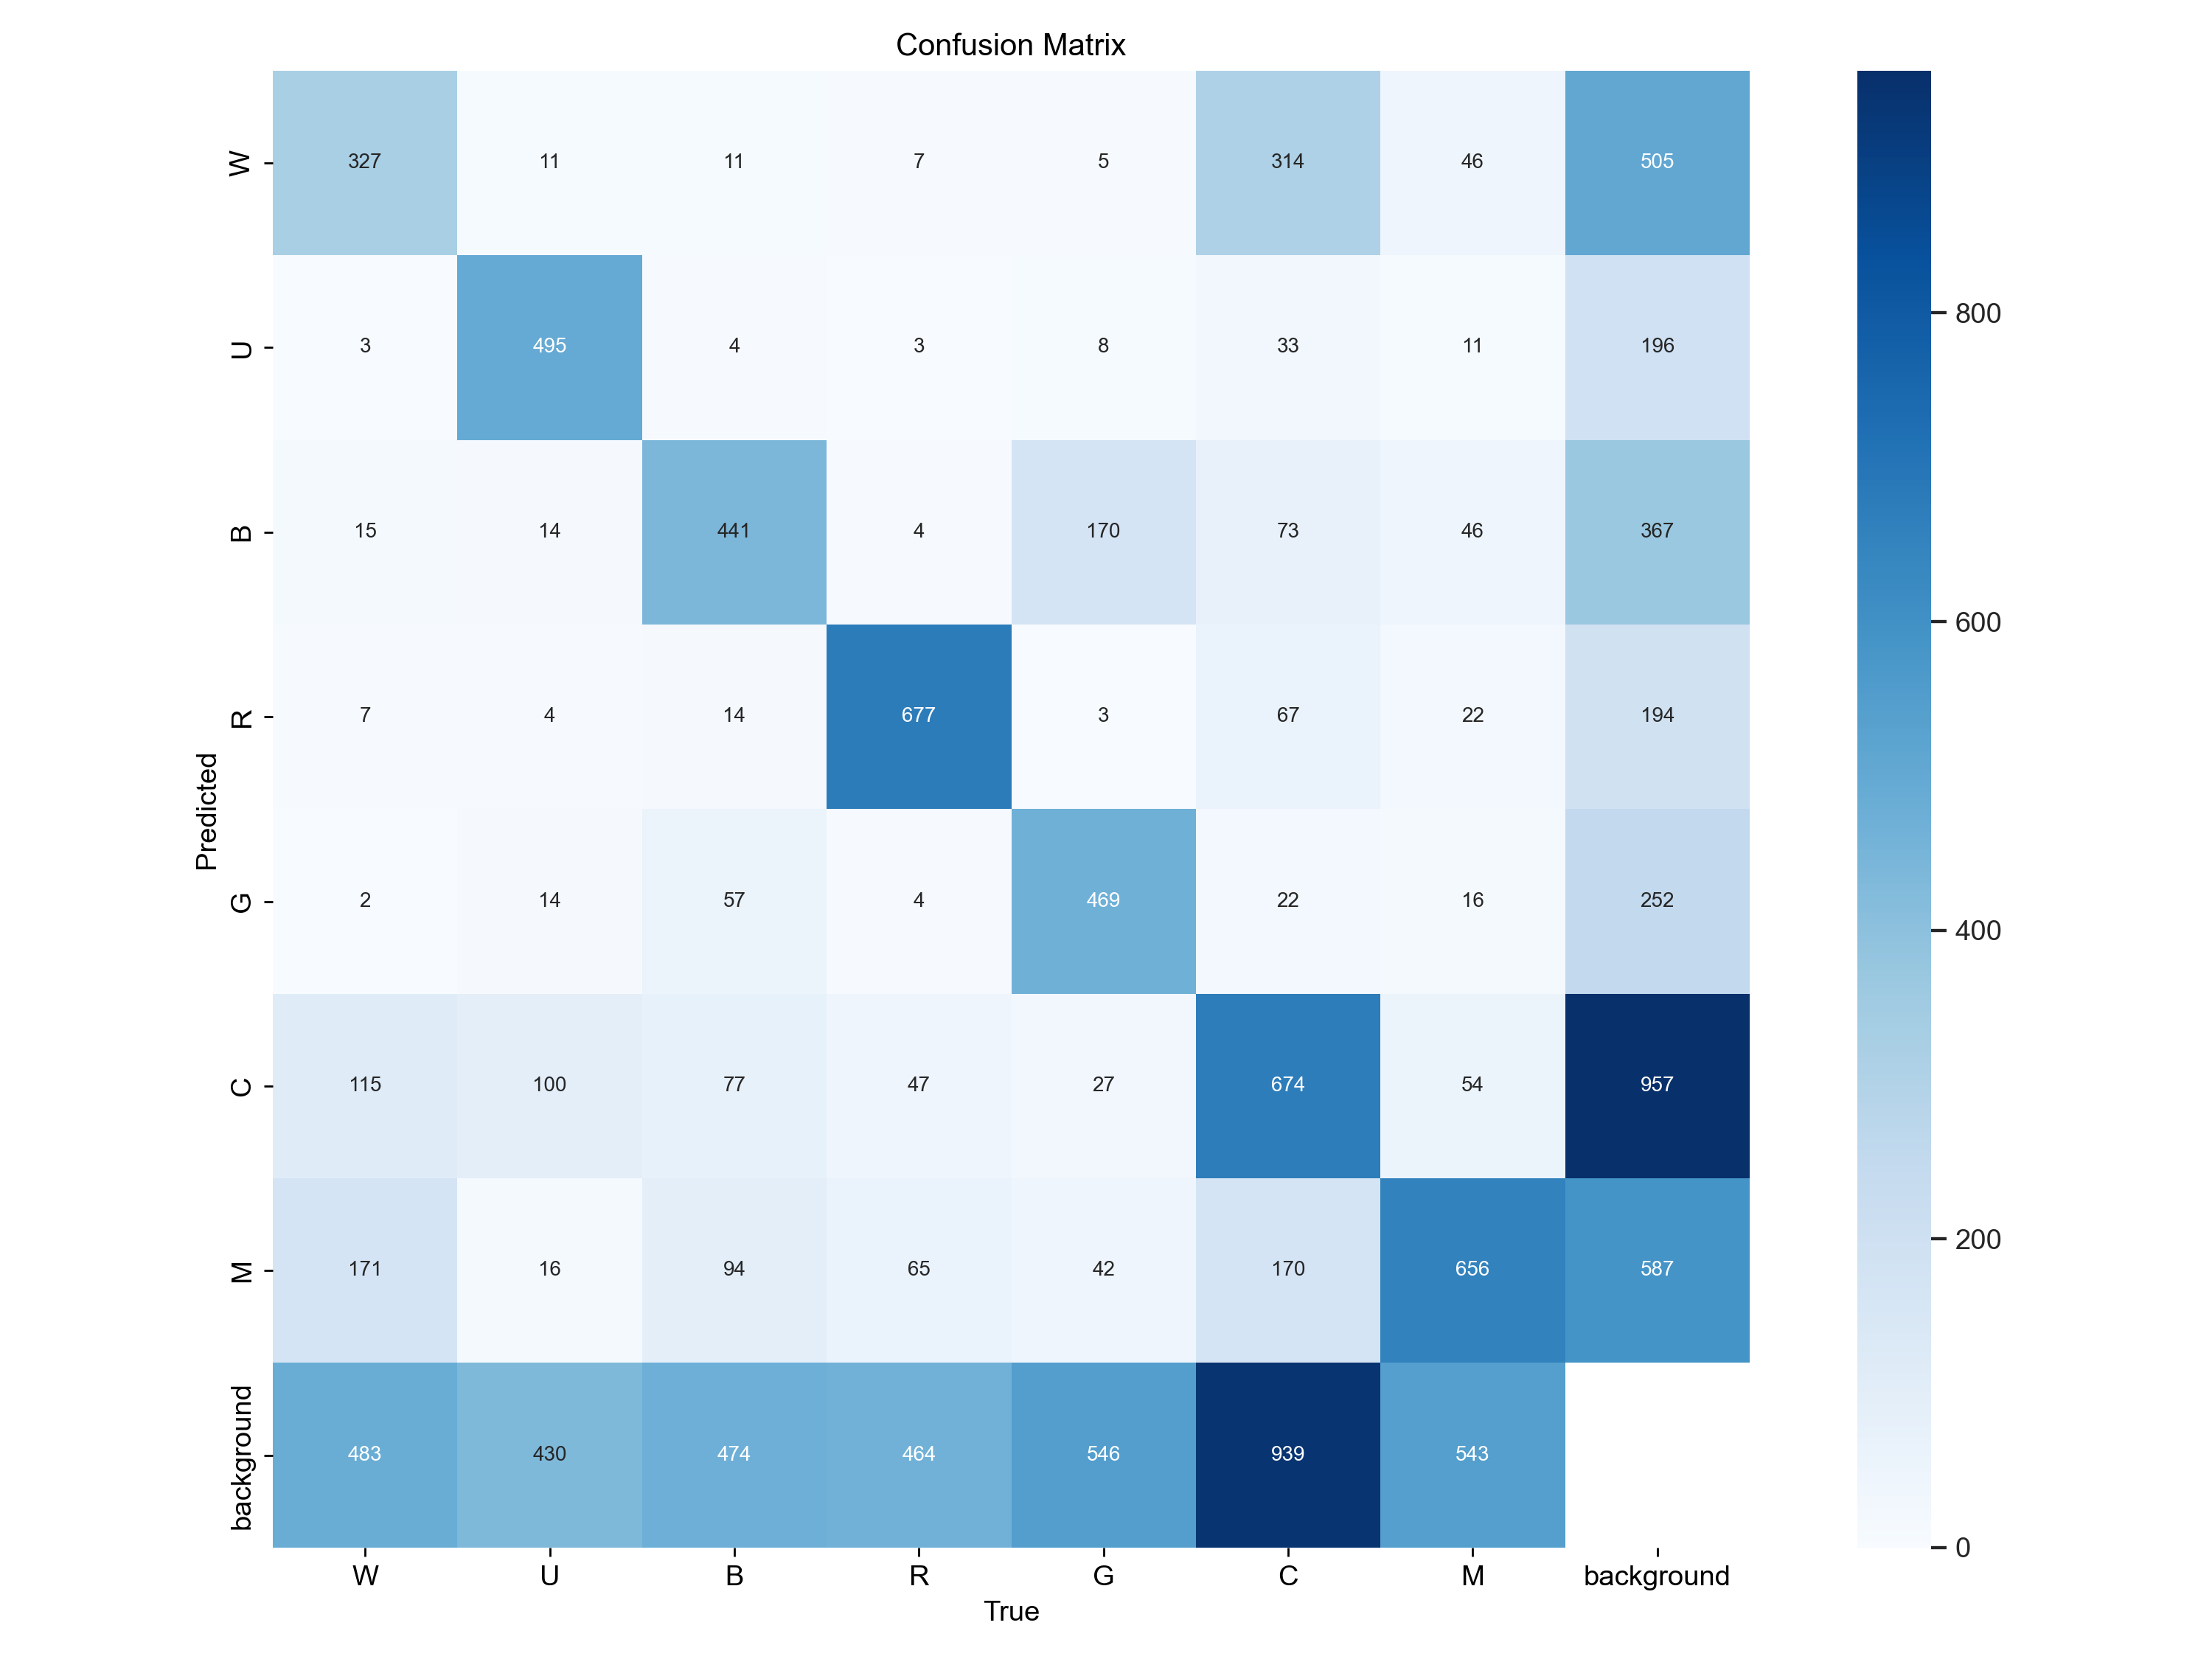 Confusion Matrix
W 327 11 11 7 5 314 46 505
U 3 495 4 3 8 33 11 196
B 15 14 441 4 170 73 46 367
R 7 4 14 677 3 67 22 194
G 2 14 57 4 469 22 16 252
C 115 100 77 47 27 674 54 957
M 171 16 94 65 42 170 656 587
background 483 430 474 464 546 939 543
W U B R G C M background
True
Predicted
800
600
400
200
0